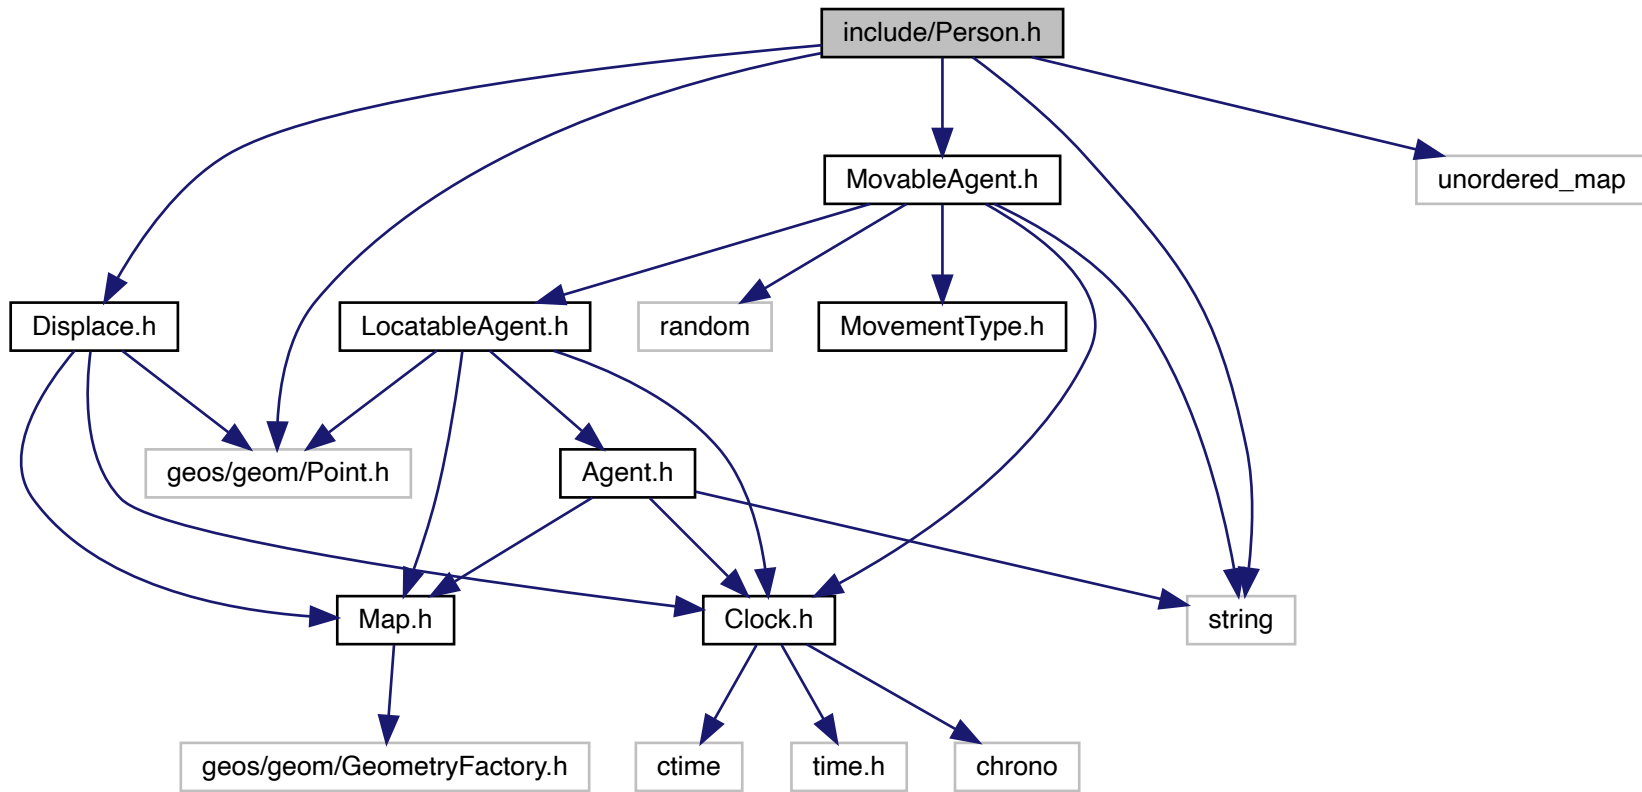 include/Person.h
MovableAgent.h
unordered_map
Displace.h
LocatableAgent.h
random
MovementType.h
geos/geom/Point.h
Agent.h
Map.h
Clock.h
string
geos/geom/GeometryFactory.h
ctime
time.h
chrono